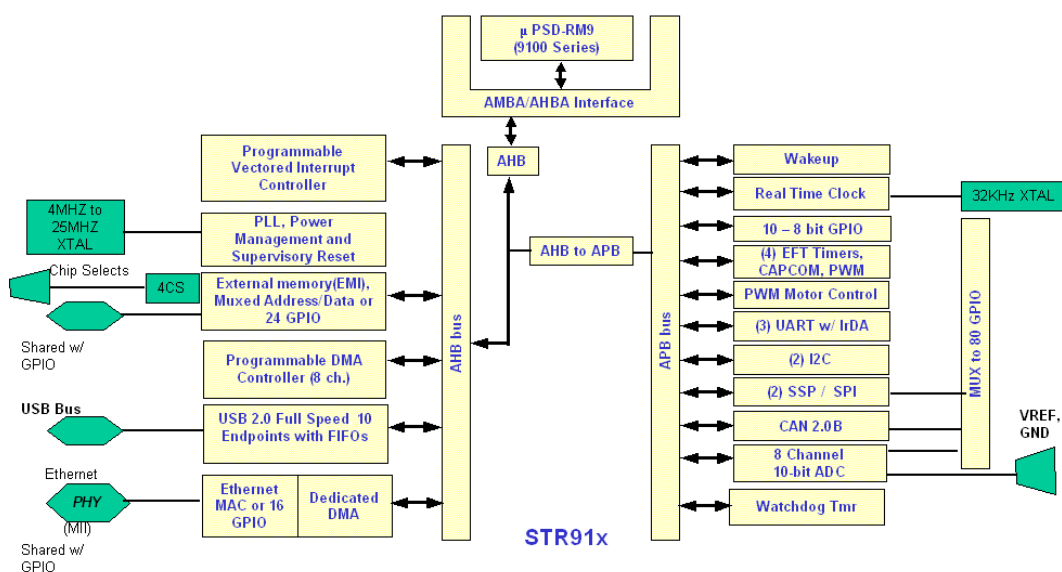 µ PSD-RM9
(9100 Series)
AMBA/AHBA Interface
AHB
AHB to APB
AHB bus
APB bus
Programmable
Vectored Interrupt
Controller
4MHZ to
25MHZ
XTAL
PLL, Power
Management and
Supervisory Reset
Chip Selects
4CS
External memory(EMI),
Muxed Address/Data or
24 GPIO
Shared w/
GPIO
Programmable DMA
Controller (8 ch.)
USB Bus
USB 2.0 Full Speed 10
Endpoints with FIFOs
Ethernet
PHY
(MII)
Shared w/
GPIO
Ethernet
MAC or 16
GPIO
Dedicated
DMA
Wakeup
Real Time Clock
32KHz XTAL
10 – 8 bit GPIO
(4) EFT Timers,
CAPCOM, PWM
PWM Motor Control
(3) UART w/ IrDA
(2) I2C
(2) SSP / SPI
CAN 2.0B
8 Channel
10-bit ADC
Watchdog Tmr
MUX to 80 GPIO
VREF,
GND
STR91x